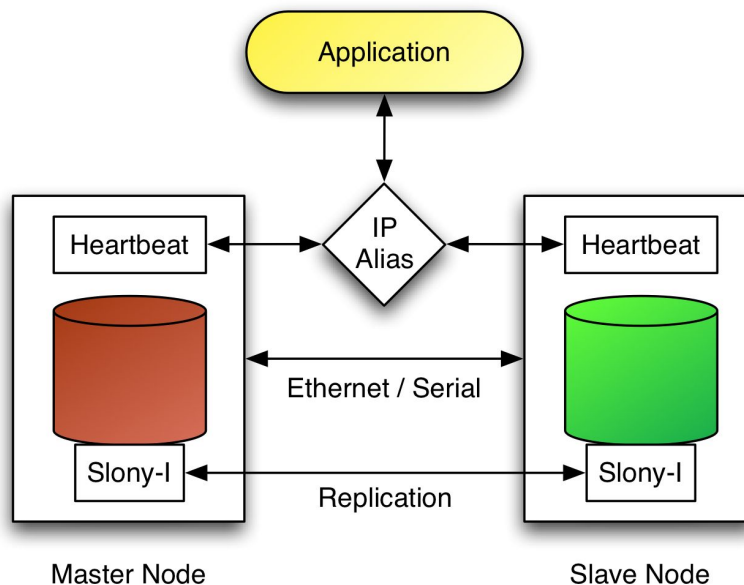 Application
IP
Alias
Heartbeat
Heartbeat
Ethernet / Serial
Slony-I
Slony-I
Replication
Master Node
Slave Node